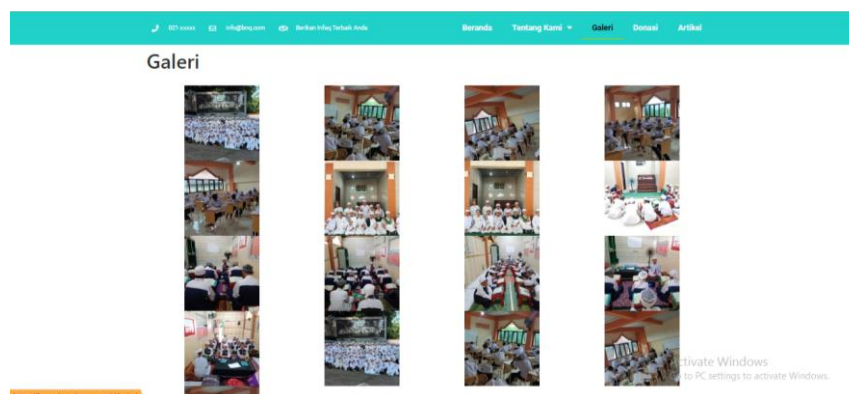 021-xxxxx info@lenq.com Berikan Infaq Terbaik Anda Beranda Tentang Kami Galeri Donasi Artikel
Galeri
Activate Windows
to PC settings to activate Windows.